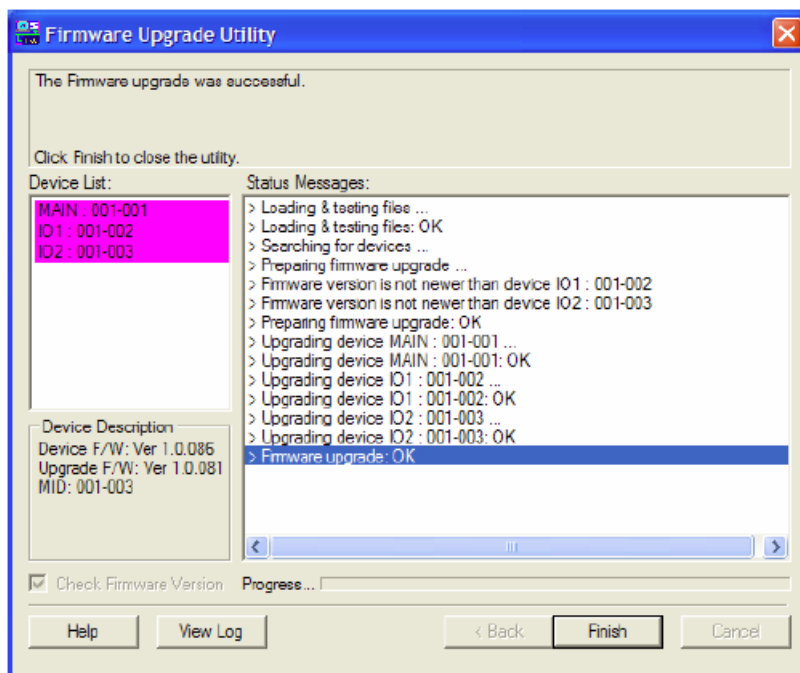 Firmware Upgrade Utility
The Firmware upgrade was successful.
Click Finish to close the utility.
Device List:
MAIN : 001-001
IO1 : 001-002
IO2 : 001-003
Status Messages:
> Loading & testing files ...
> Loading & testing files: OK
> Searching for devices ...
> Preparing firmware upgrade ...
> Firmware version is not newer than device IO1 : 001-002
> Firmware version is not newer than device IO2 : 001-003
> Preparing firmware upgrade: OK
> Upgrading device MAIN : 001-001 ...
> Upgrading device MAIN : 001-001: OK
> Upgrading device IO1 : 001-002 ...
> Upgrading device IO1 : 001-002: OK
> Upgrading device IO2 : 001-003 ...
> Upgrading device IO2 : 001-003: OK
> Firmware upgrade: OK
Device Description
Device F/W: Ver 1.0.086
Upgrade F/W: Ver 1.0.081
MID: 001-003
Check Firmware Version
Progress...
Help
View Log
< Back
Finish
Cancel